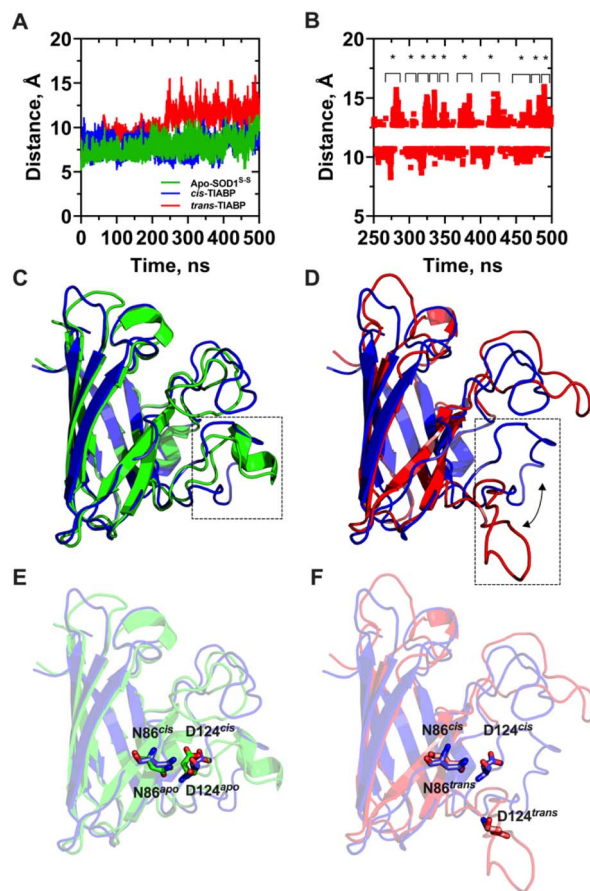 A
Distance, Å
25
20
15
10
5
0
0
100
200
300
400
500
Time, ns
Apo-SOD1S-S
cis-TIABP
trans-TIABP
B
Distance, Å
20
15
10
5
* * * * * * * * * *
250
300
350
400
450
500
Time, ns
C
D
E
N86cis D124cis
N86apo D124apo
F
N86cis D124cis
N86trans
D124trans